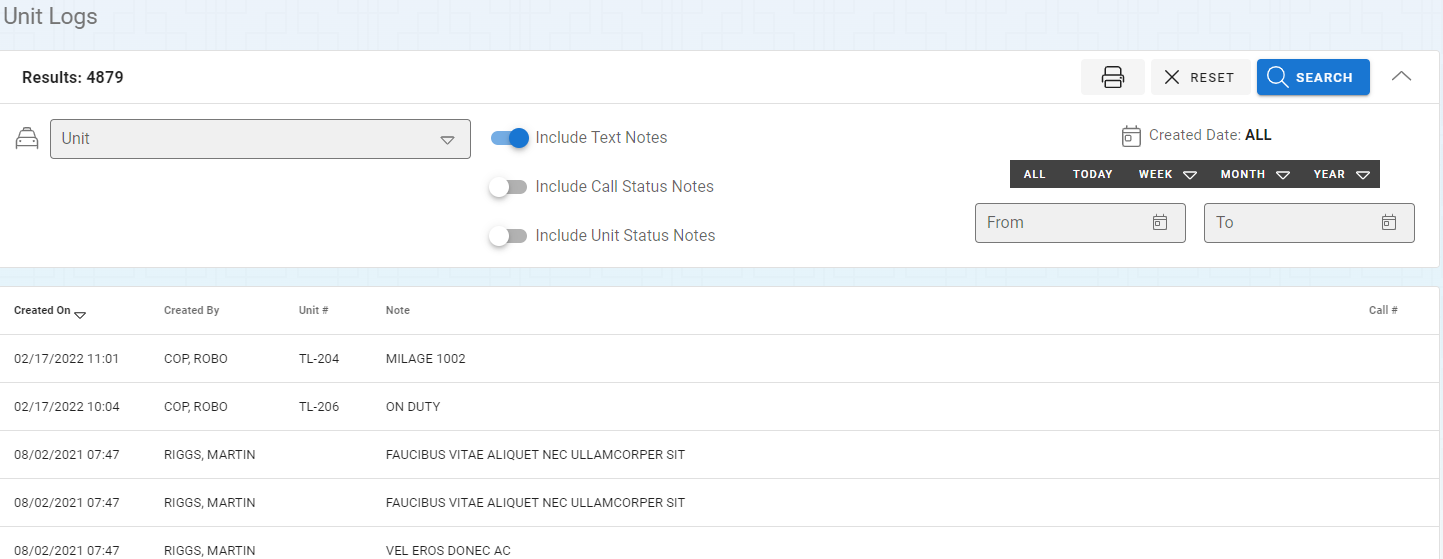 Unit Logs
Results: 4879
RESET
SEARCH
Unit
Include Text Notes
Include Call Status Notes
Include Unit Status Notes
Created Date: ALL
ALL TODAY WEEK MONTH YEAR
From To
Created On Created By Unit # Note Call #
02/17/2022 11:01 COP, ROBO TL-204 MILAGE 1002
02/17/2022 10:04 COP, ROBO TL-206 ON DUTY
08/02/2021 07:47 RIGGS, MARTIN FAUCIBUS VITAE ALIQUET NEC ULLAMCORPER SIT
08/02/2021 07:47 RIGGS, MARTIN FAUCIBUS VITAE ALIQUET NEC ULLAMCORPER SIT
08/02/2021 07:47 RIGGS, MARTIN VEL EROS DONEC AC